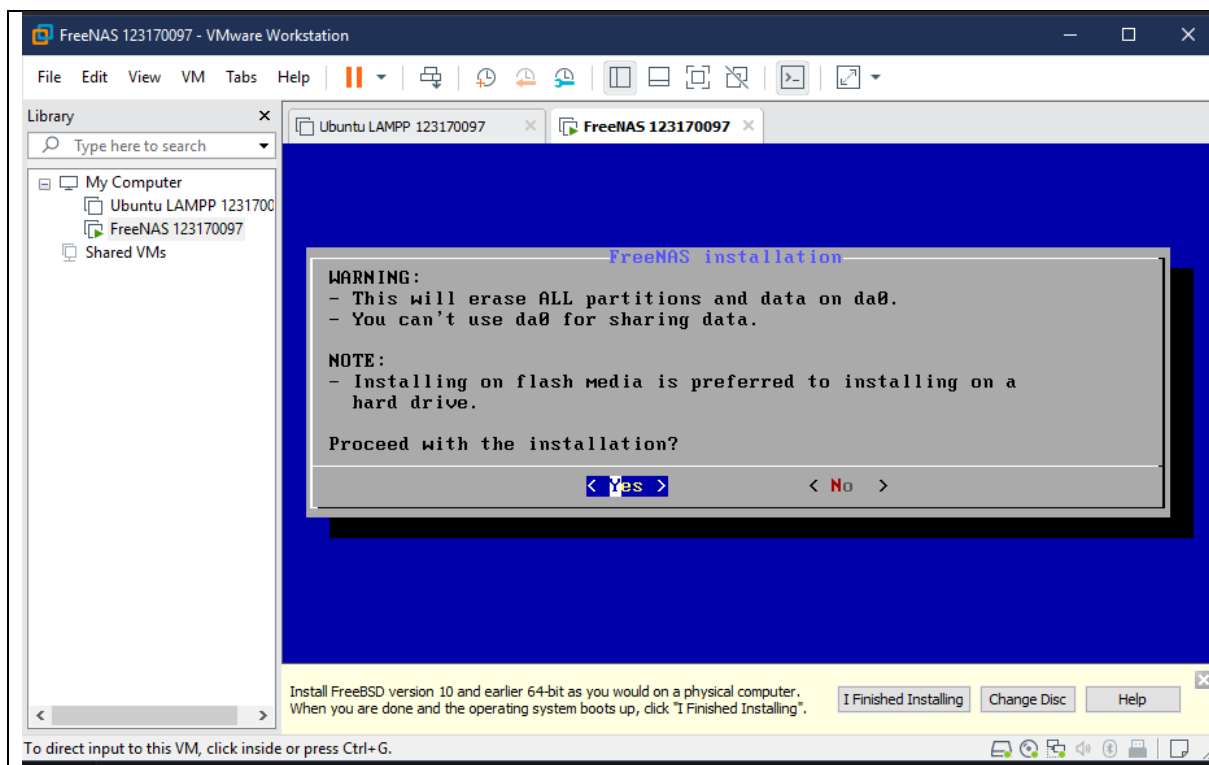 FreeNAS 123170097 - VMware Workstation
File Edit View VM Tabs Help
Library
Type here to search
My Computer
Ubuntu LAMPP 1231700
FreeNAS 123170097
Shared VMs
Ubuntu LAMPP 123170097
FreeNAS 123170097
FreeNAS installation
WARNING:
- This will erase ALL partitions and data on da0.
- You can't use da0 for sharing data.
NOTE:
- Installing on flash media is preferred to installing on a
hard drive.
Proceed with the installation?
< Yes > < No >
Install FreeBSD version 10 and earlier 64-bit as you would on a physical computer.
When you are done and the operating system boots up, click "I Finished Installing".
I Finished Installing Change Disc Help
To direct input to this VM, click inside or press Ctrl+G.